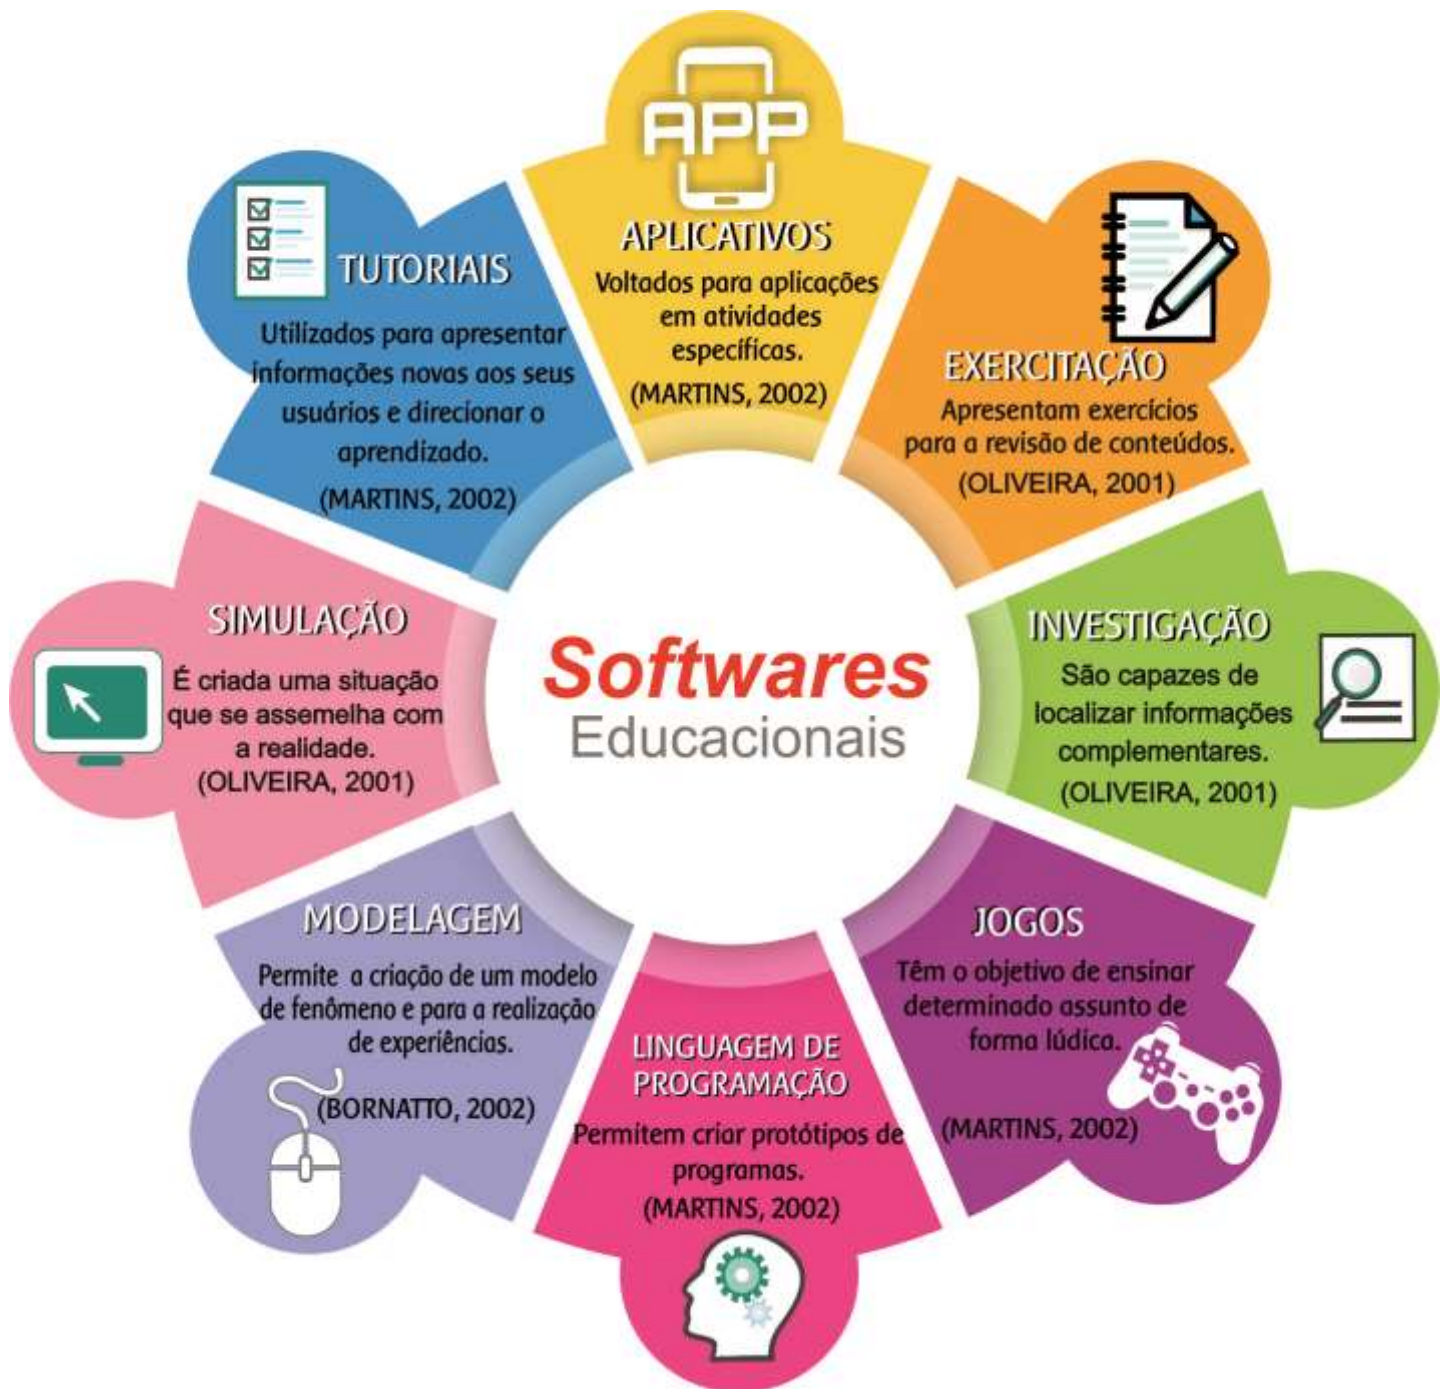 Softwares
Educacionais
APP
APLICATIVOS
Voltados para aplicações
em atividades
específicas.
(MARTINS, 2002)
EXERCITAÇÃO
Apresentam exercícios
para a revisão de conteúdos.
(OLIVEIRA, 2001)
INVESTIGAÇÃO
São capazes de
localizar informações
complementares.
(OLIVEIRA, 2001)
JOGOS
Têm o objetivo de ensinar
determinado assunto de
forma lúdica.
(MARTINS, 2002)
LINGUAGEM DE
PROGRAMAÇÃO
Permitem criar protótipos de
programas.
(MARTINS, 2002)
MODELAGEM
Permite a criação de um modelo
de fenômeno e para a realização
de experiências.
(BORNATTO, 2002)
SIMULAÇÃO
É criada uma situação
que se assemelha com
a realidade.
(OLIVEIRA, 2001)
TUTORIAIS
Utilizados para apresentar
informações novas aos seus
usuários e direcionar o
aprendizado.
(MARTINS, 2002)